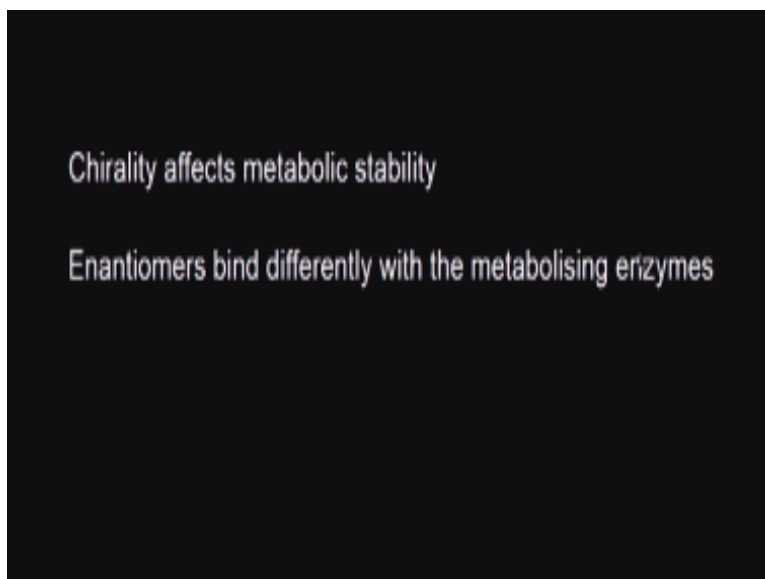 Chirality affects metabolic stability
Enantiomers bind differently with the metabolising enzymes